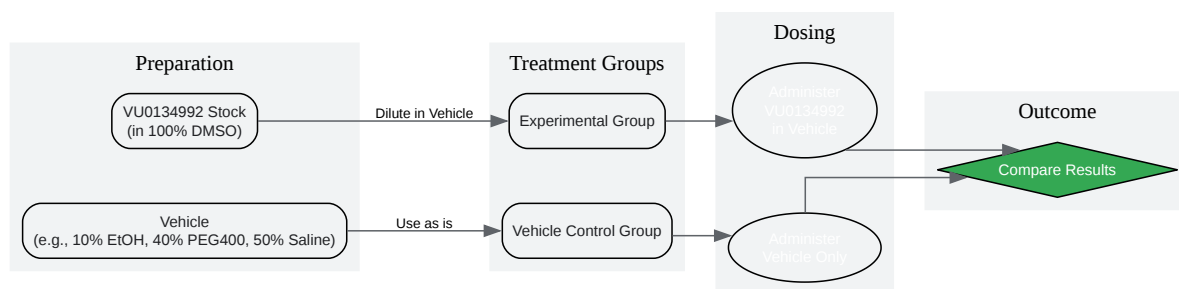 Preparation
VU0134992 Stock
(in 100% DMSO)
Vehicle
(e.g., 10% EtOH, 40% PEG400, 50% Saline)
Dilute in Vehicle
Use as is
Treatment Groups
Experimental Group
Vehicle Control Group
Dosing
Administer
VU0134992
in Vehicle
Administer
Vehicle Only
Outcome
Compare Results